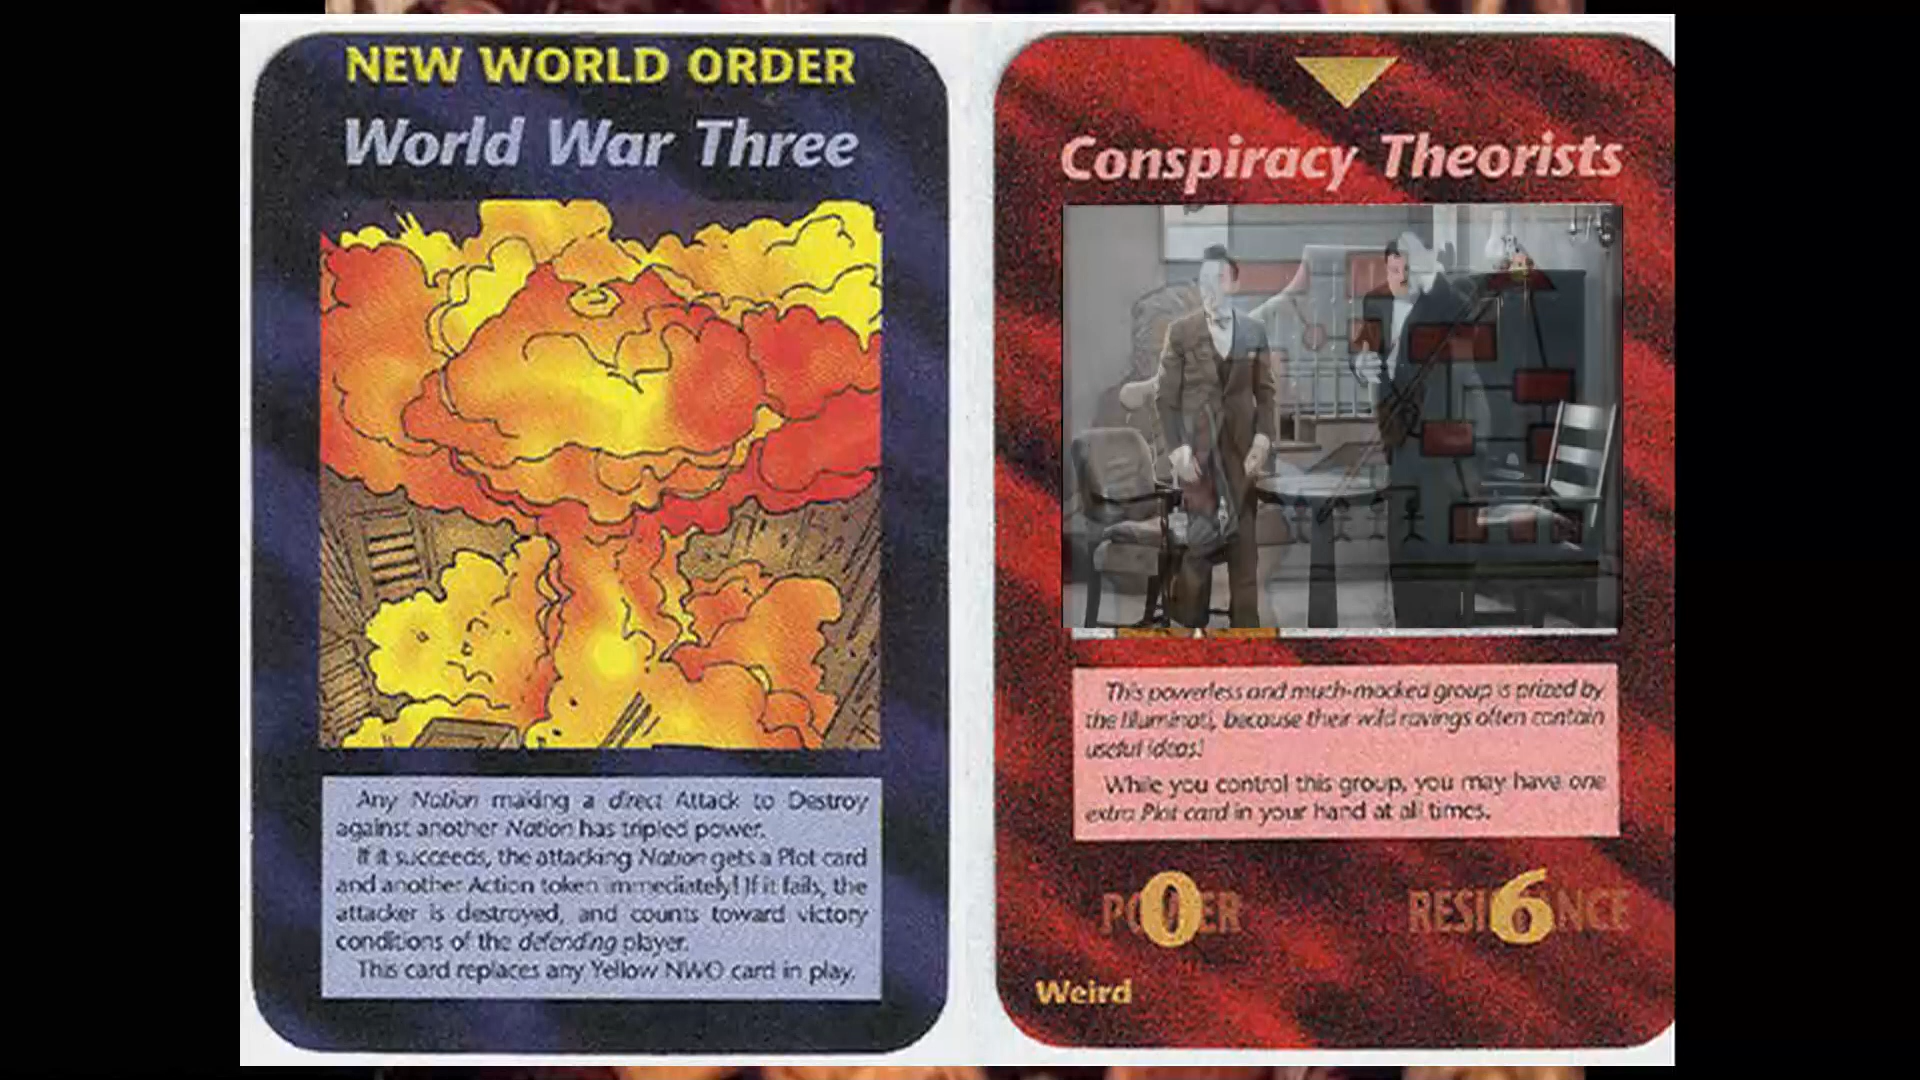 NEW WORLD ORDER
World War Three
Any Nation making a direct Attack to Destroy
against another Nation has tripled power.
If it succeeds, the attacking Nation gets a Plot card
and another Action token immediately! If it fails, the
attacker is destroyed, and counts toward victory
conditions of the defending player.
This card replaces any Yellow NWO card in play.
Conspiracy Theorists
This powerless and much-mocked group is prized by
the Illuminati, because their wild ravings often contain
useful ideas!
While you control this group, you may have one
extra Plot card in your hand at all times.
POWER 0
RESISTANCE 6
Weird